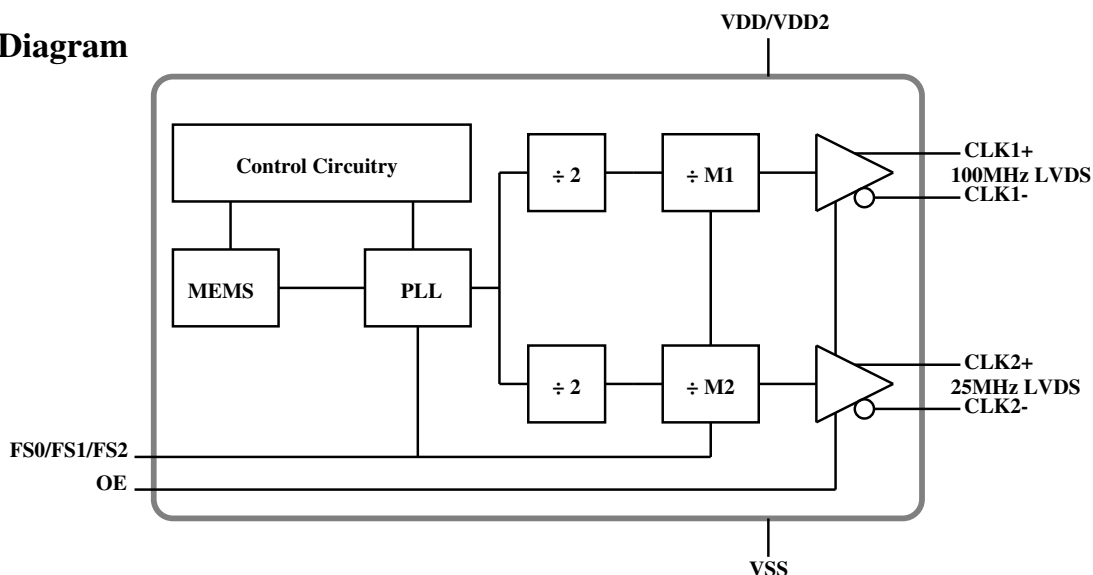 VDD/VDD2
Diagram
Control Circuitry
÷ 2
÷ M1
CLK1+
100MHz LVDS
CLK1-
MEMS
PLL
÷ 2
÷ M2
CLK2+
25MHz LVDS
CLK2-
FS0/FS1/FS2
OE
VSS